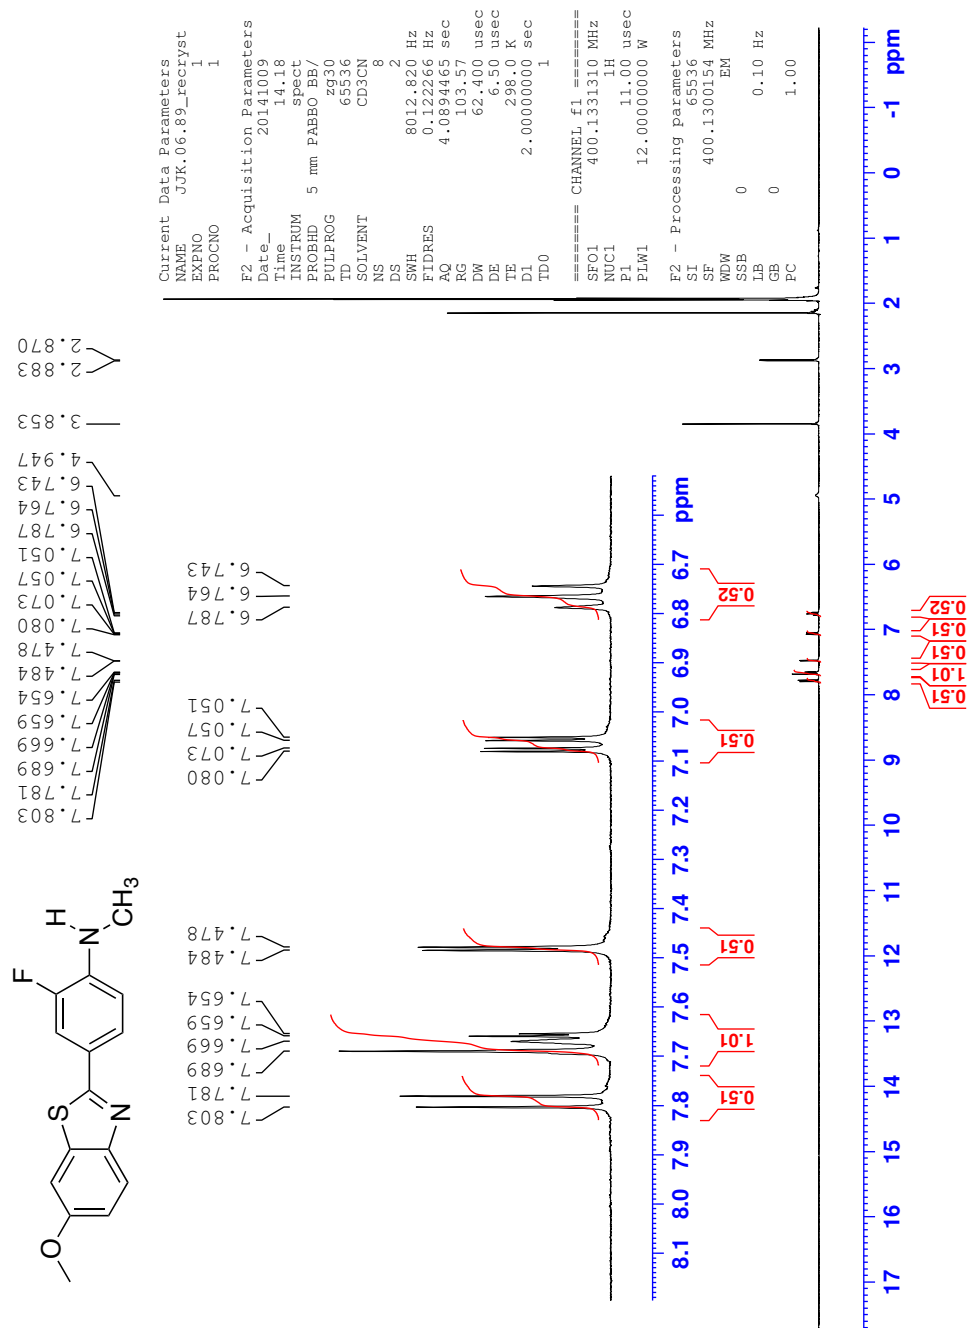 Current Data Parameters
NAME JJK.06.89_recryst
EXPNO 1
PROCNO 1
F2 - Acquisition Parameters
Date_ 20141009
Time 14.18
INSTRUM spect
PROBHD 5 mm PABBO BB/
PULPROG zg30
TD 65536
SOLVENT CD3CN
NS 8
DS 2
SWH 8012.820 Hz
FIDRES 0.122266 Hz
AQ 4.0894465 sec
RG 103.57
DW 62.400 usec
DE 6.50 usec
TE 298.0 K
D1 2.00000000 sec
TD0 1
======== CHANNEL f1 ========
SFO1 400.1331310 MHz
NUC1 1H
P1 11.00 usec
PLW1 12.00000000 W
F2 - Processing parameters
SI 65536
SF 400.1300154 MHz
WDW EM
SSB 0
LB 0.10 Hz
GB 0
PC 1.00
7.803
7.781
7.689
7.669
7.659
7.654
7.484
7.478
7.080
7.073
7.057
7.051
6.787
6.764
6.743
4.947
3.853
2.883
2.870
O
S
N
F
N
H
CH3
7.803
7.781
7.689
7.669
7.659
7.654
7.484
7.478
7.080
7.073
7.057
7.051
6.787
6.764
6.743
8.1 8.0 7.9 7.8 7.7 7.6 7.5 7.4 7.3 7.2 7.1 7.0 6.9 6.8 6.7 ppm
0.51
1.01
0.51
0.51
0.52
17 16 15 14 13 12 11 10 9 8 7 6 5 4 3 2 1 0 -1 ppm
0.51
1.01
0.51
0.51
0.52